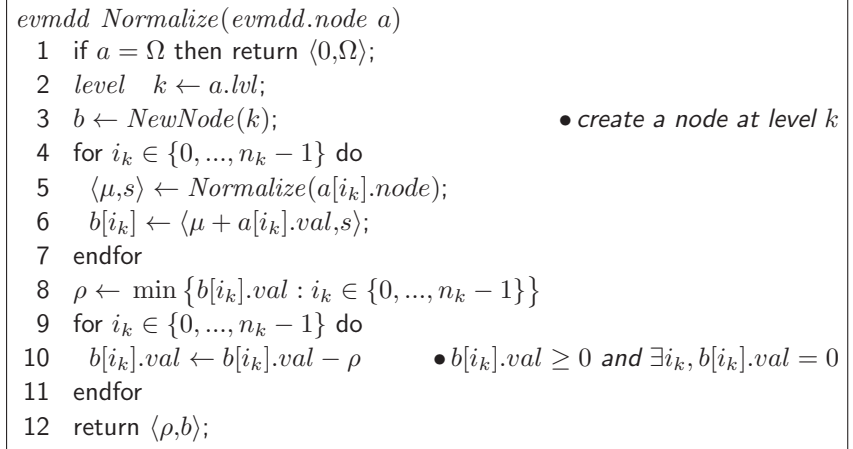 evmdd Normalize(evmdd.node a)
1 if a = Ω then return ⟨0,Ω⟩;
2 level k ← a.lvl;
3 b ← NewNode(k); • create a node at level k
4 for i_k ∈ {0, ..., n_k − 1} do
5 ⟨μ,s⟩ ← Normalize(a[i_k].node);
6 b[i_k] ← ⟨μ + a[i_k].val,s⟩;
7 endfor
8 ρ ← min {b[i_k].val : i_k ∈ {0, ..., n_k − 1}}
9 for i_k ∈ {0, ..., n_k − 1} do
10 b[i_k].val ← b[i_k].val − ρ • b[i_k].val ≥ 0 and ∃i_k, b[i_k].val = 0
11 endfor
12 return ⟨ρ,b⟩;